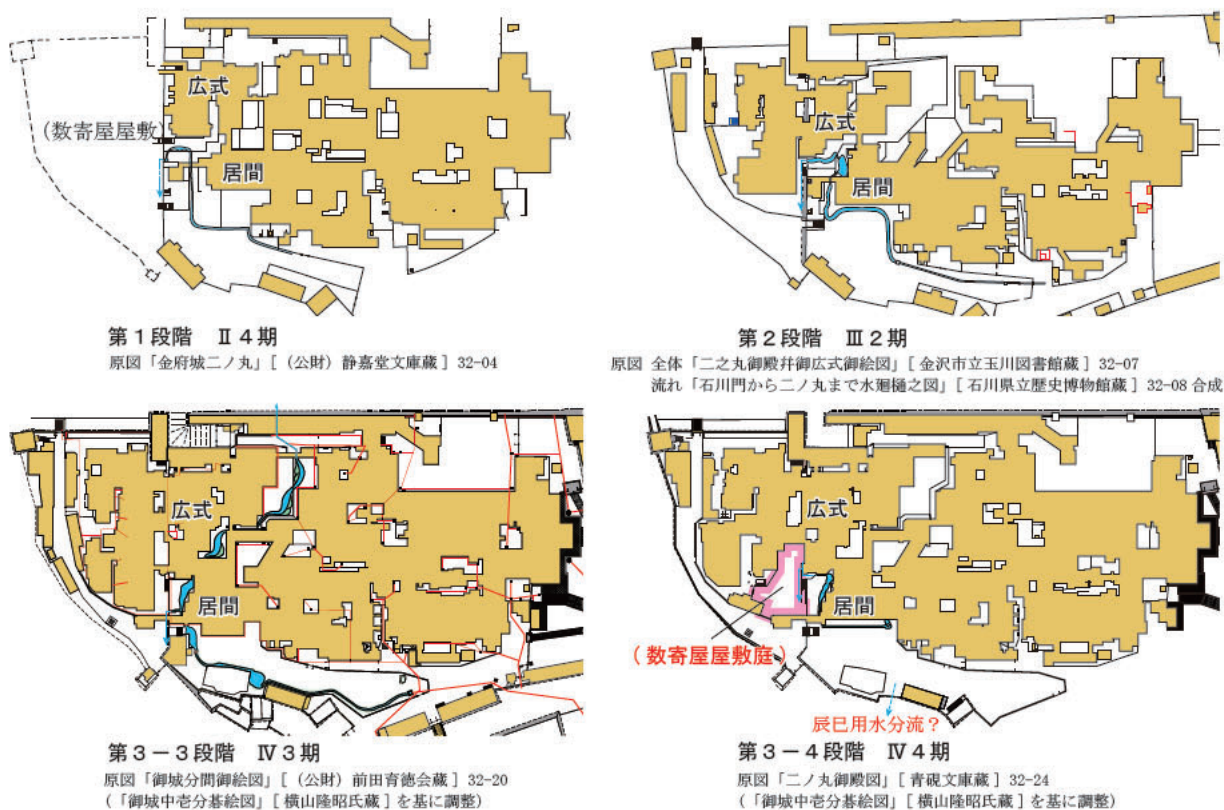 広式
(数寄屋屋敷)
居間
第1段階 Ⅱ4期
原図「金府城二ノ丸」[(公財)静嘉堂文庫蔵] 32-04
広式
居間
第2段階 Ⅲ2期
原図 全体「二之丸御殿幷御広式御絵図」[金沢市立玉川図書館蔵] 32-07
流れ「石川門から二ノ丸まで水廻樋之図」[石川県立歴史博物館蔵] 32-08 合成
広式
居間
第3-3段階 Ⅳ3期
原図「御城分間御絵図」[(公財)前田育徳会蔵] 32-20
(「御城中壱分碁絵図」[横山隆昭氏蔵]を基に調整)
広式
居間
(数寄屋屋敷庭)
辰巳用水分流?
第3-4段階 Ⅳ4期
原図「二ノ丸御殿図」[青硯文庫蔵] 32-24
(「御城中壱分碁絵図」[横山隆昭氏蔵]を基に調整)